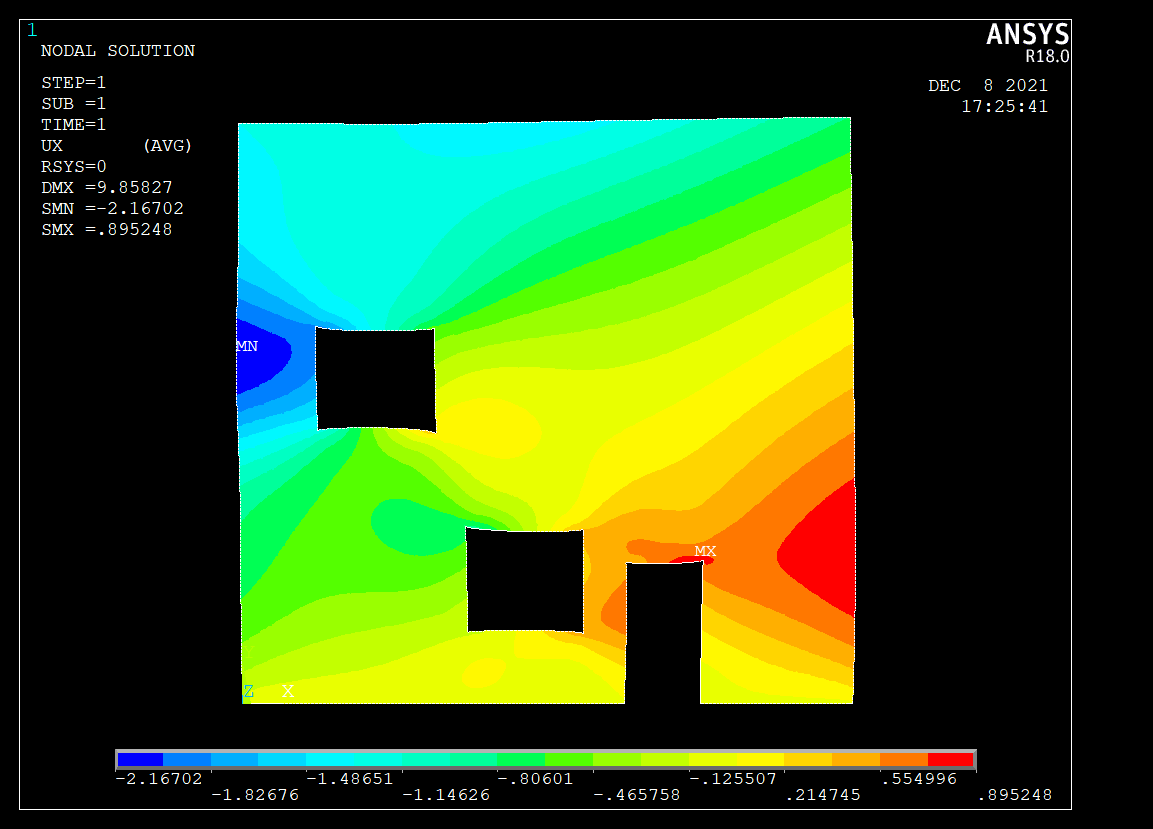 1
ANSYS
R18.0
NODAL SOLUTION
STEP=1
SUB =1
TIME=1
UX (AVG)
RSYS=0
DMX =9.85827
SMN =-2.16702
SMX =.895248
DEC 8 2021
17:25:41
MN
MX
Z X
-2.16702 -1.48651 -.80601 -.125507 .554996
-1.82676 -1.14626 -.465758 .214745 .895248